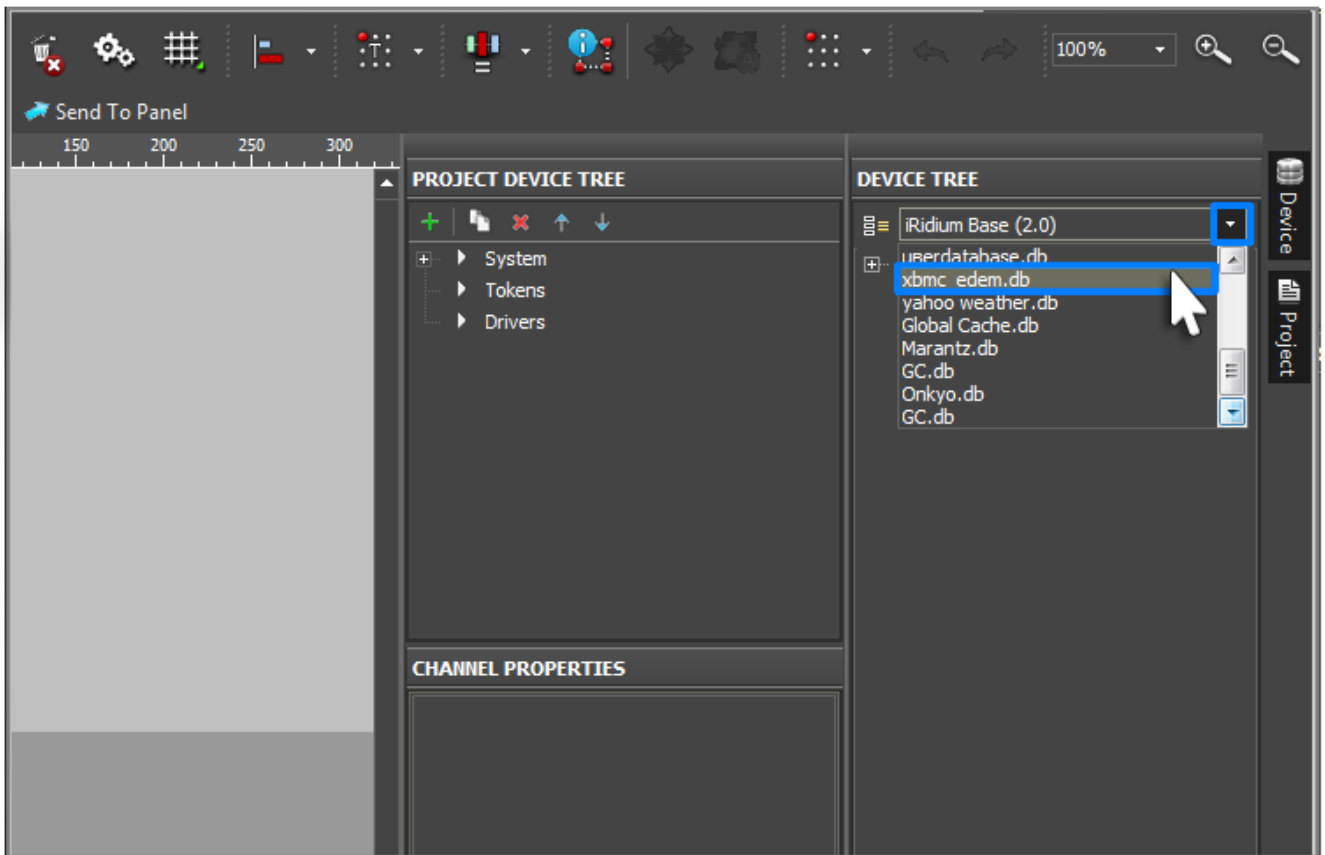 100%
Send To Panel
150 200 250 300
PROJECT DEVICE TREE
System
Tokens
Drivers
CHANNEL PROPERTIES
DEVICE TREE
iRidium Base (2.0)
userdatabase.db
xbmc_edem.db
yahoo weather.db
Global Cache.db
Marantz.db
GC.db
Onkyo.db
GC.db
Device
Project